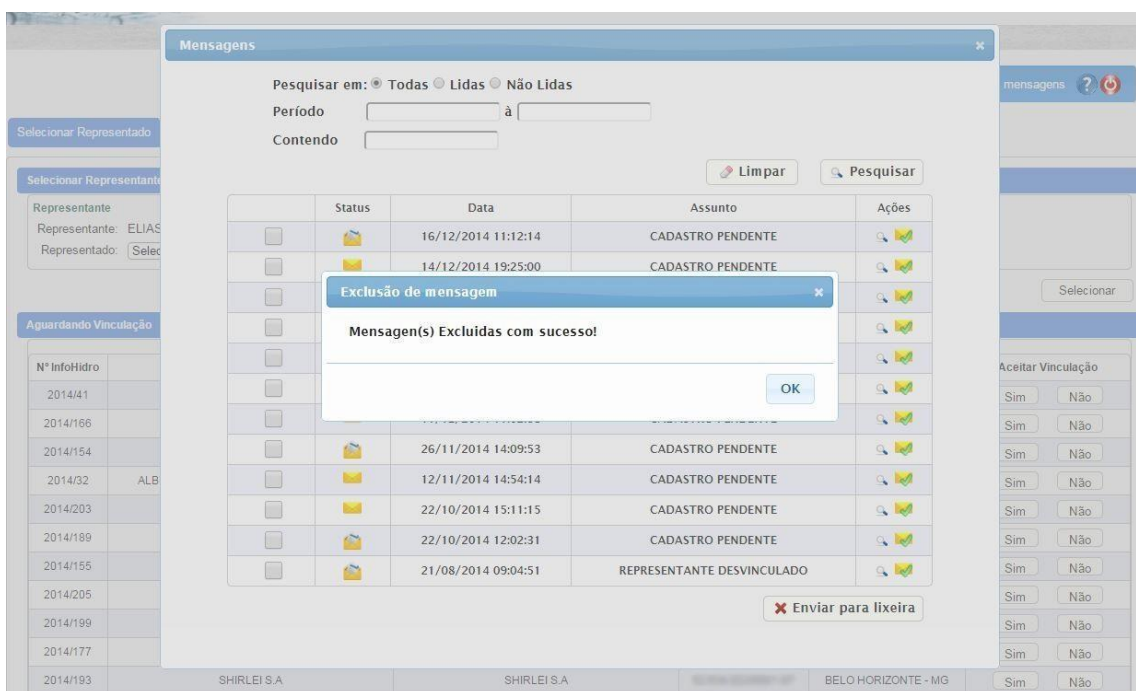 Mensagens
mensagens
Pesquisar em: Todas Lidas Não Lidas
Período à
Contendo
Limpar Pesquisar
Selecionar Representado
Selecionar Representante
Representante
Representante: ELIAS
Representado: Selec
Selecionar
Status Data Assunto Ações
16/12/2014 11:12:14 CADASTRO PENDENTE
14/12/2014 19:25:00 CADASTRO PENDENTE
Exclusão de mensagem
Mensagen(s) Excluidas com sucesso!
OK
26/11/2014 14:09:53 CADASTRO PENDENTE
12/11/2014 14:54:14 CADASTRO PENDENTE
22/10/2014 15:11:15 CADASTRO PENDENTE
22/10/2014 12:02:31 CADASTRO PENDENTE
21/08/2014 09:04:51 REPRESENTANTE DESVINCULADO
Enviar para lixeira
Aguardando Vinculação
Nº InfoHidro Aceitar Vinculação
2014/41 Sim Não
2014/166 Sim Não
2014/154 Sim Não
2014/32 ALB Sim Não
2014/203 Sim Não
2014/189 Sim Não
2014/155 Sim Não
2014/205 Sim Não
2014/199 Sim Não
2014/177 Sim Não
2014/193 SHIRLEI S.A SHIRLEI S.A BELO HORIZONTE - MG Sim Não